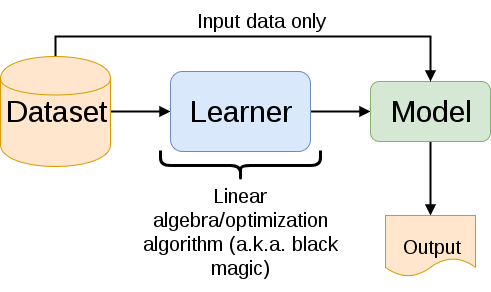 Input data only
Dataset
Learner
Model
Linear
algebra/optimization
algorithm (a.k.a. black
magic)
Output